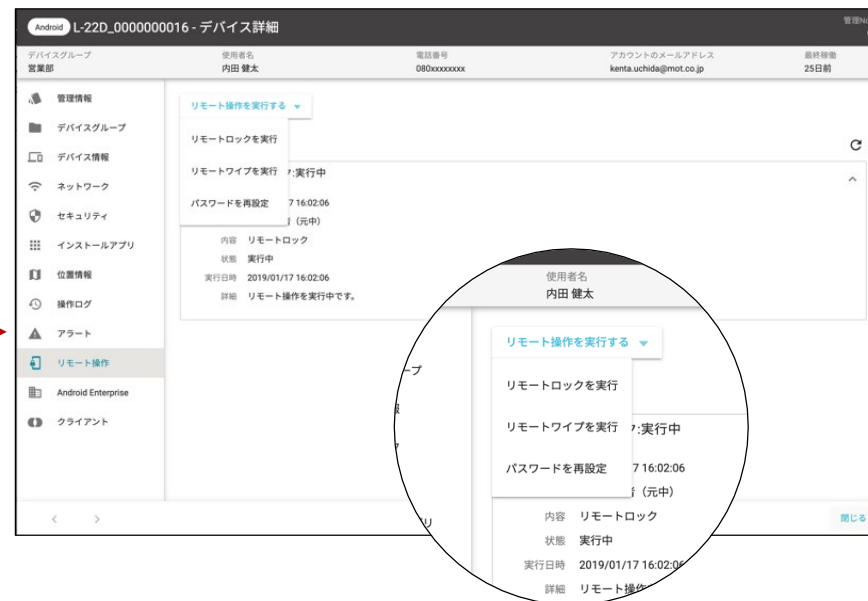 Android L-22D_0000000016 - デバイス詳細
管理No
デバイスグループ 使用者名 電話番号 アカウントのメールアドレス 最終稼働
営業部 内田 健太 080xxxxxxxx kenta.uchida@mot.co.jp 25日前
管理情報
デバイスグループ
デバイス情報
ネットワーク
セキュリティ
インストールアプリ
位置情報
操作ログ
アラート
リモート操作
Android Enterprise
クライアント
リモート操作を実行する
リモートロックを実行
リモートワイプを実行
パスワードを再設定
:実行中
7 16:02:06
（元中）
内容 リモートロック
状態 実行中
実行日時 2019/01/17 16:02:06
詳細 リモート操作を実行中です。
閉じる
使用者名
内田 健太
リモート操作を実行する
リモートロックを実行
リモートワイプを実行
パスワードを再設定
:実行中
7 16:02:06
（元中）
内容 リモートロック
状態 実行中
実行日時 2019/01/17 16:02:06
詳細 リモート操作
ープ
リ